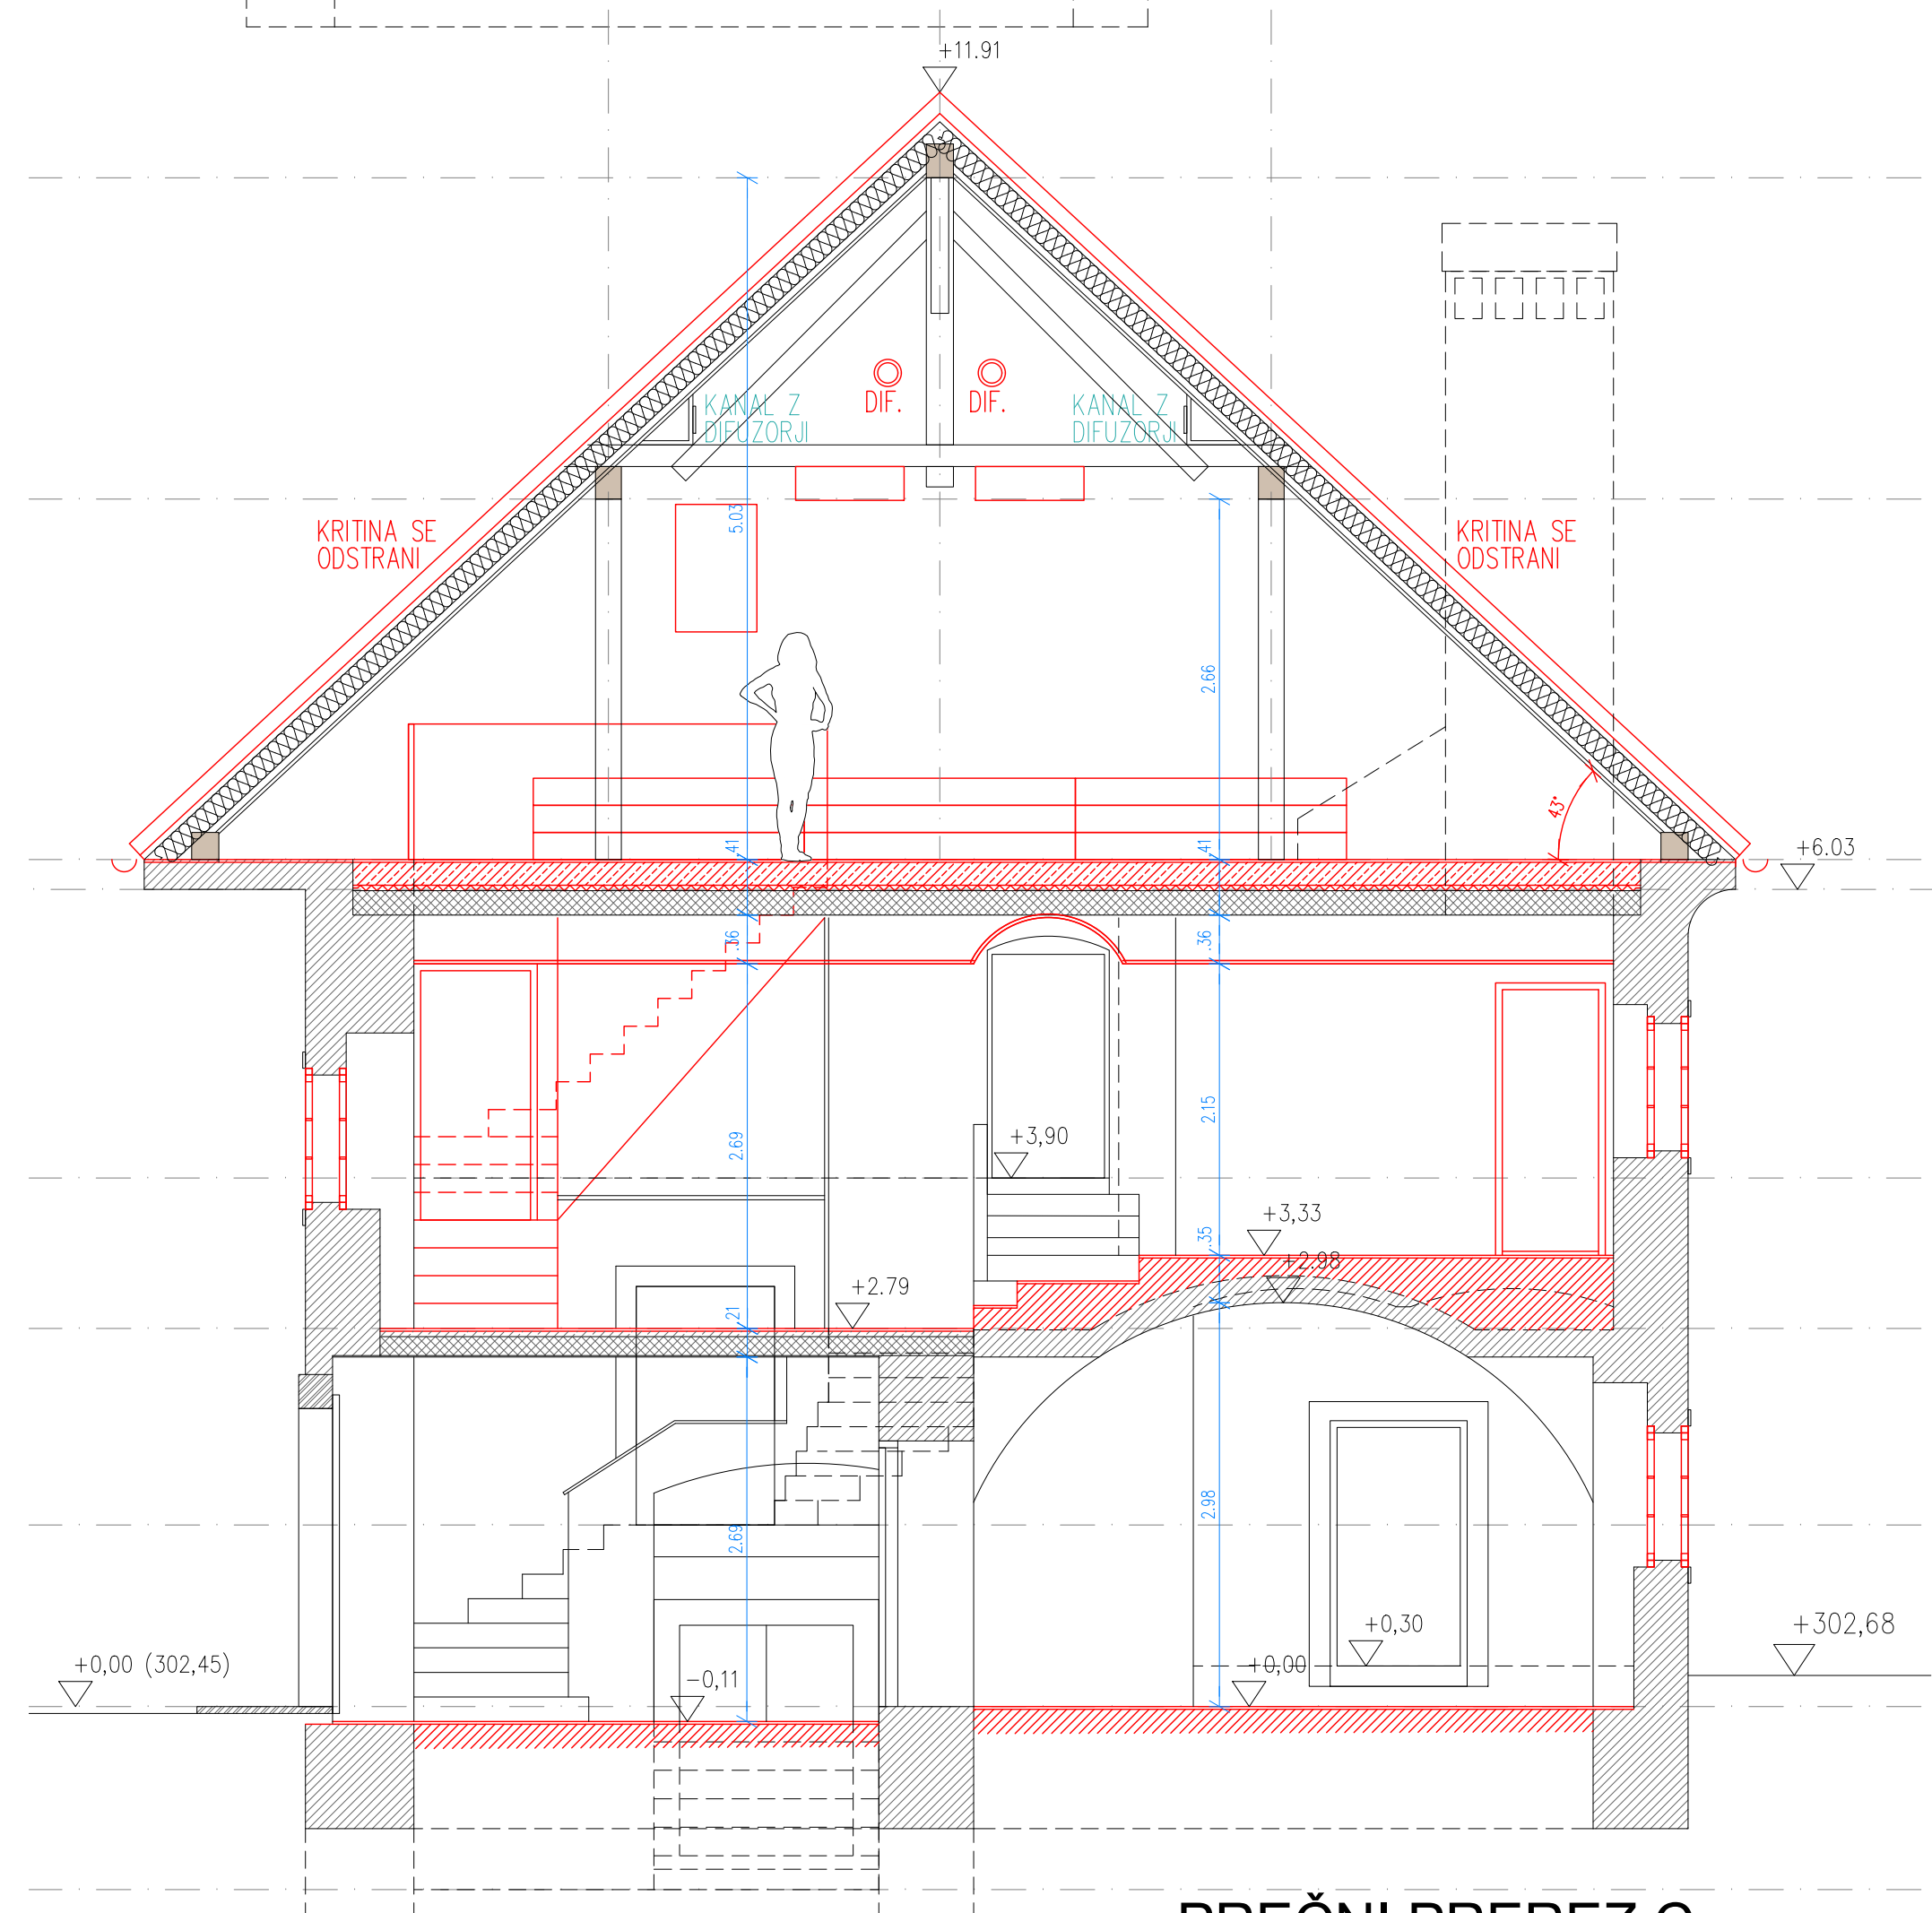 +11.91
KANAL Z
DIFUZORJI
DIF.
DIF.
KANAL Z
DIFUZORJI
5.03
KRITINA SE
ODSTRANI
KRITINA SE
ODSTRANI
2.66
43°
.41
.41
+6.03
.36
.36
2.69
2.15
+3,90
+3,33
.35
+2.98
+2.79
.21
2.69
2.98
+0,30
+302,68
+0,00 (302,45)
-0,11
+0,00